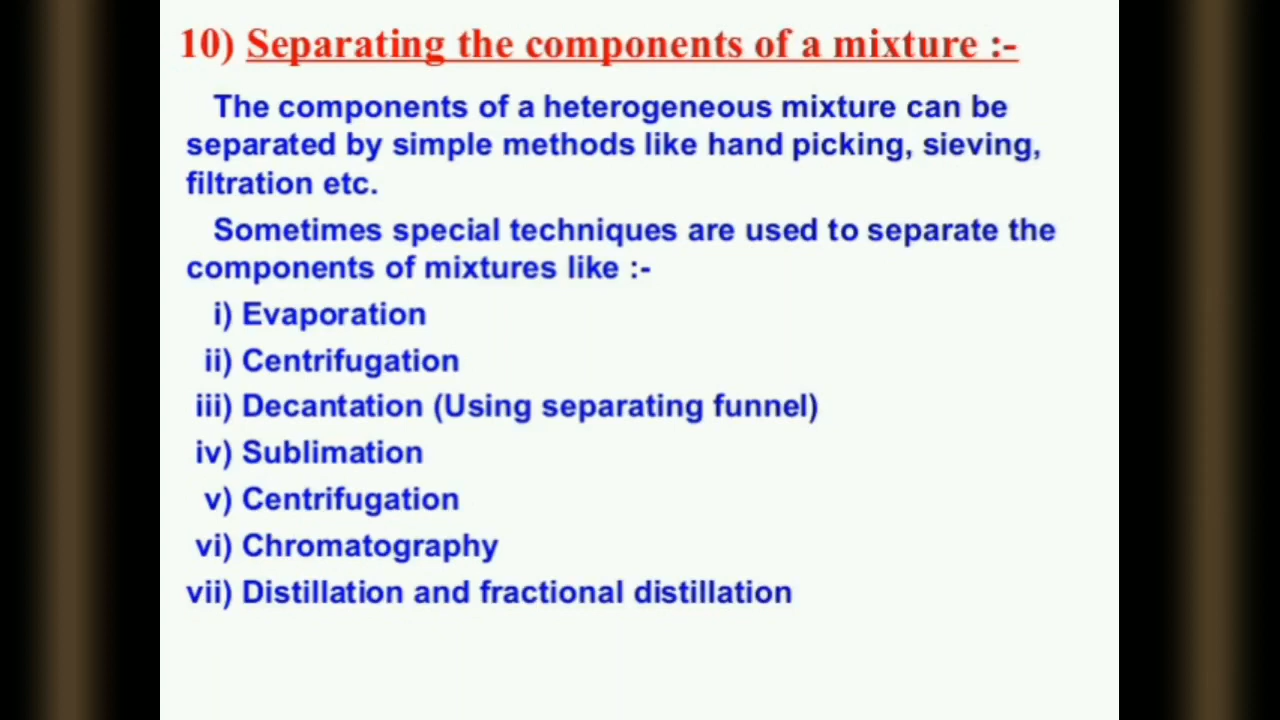 10) Separating the components of a mixture :-
The components of a heterogeneous mixture can be
separated by simple methods like hand picking, sieving,
filtration etc.
Sometimes special techniques are used to separate the
components of mixtures like :-
i) Evaporation
ii) Centrifugation
iii) Decantation (Using separating funnel)
iv) Sublimation
v) Centrifugation
vi) Chromatography
vii) Distillation and fractional distillation